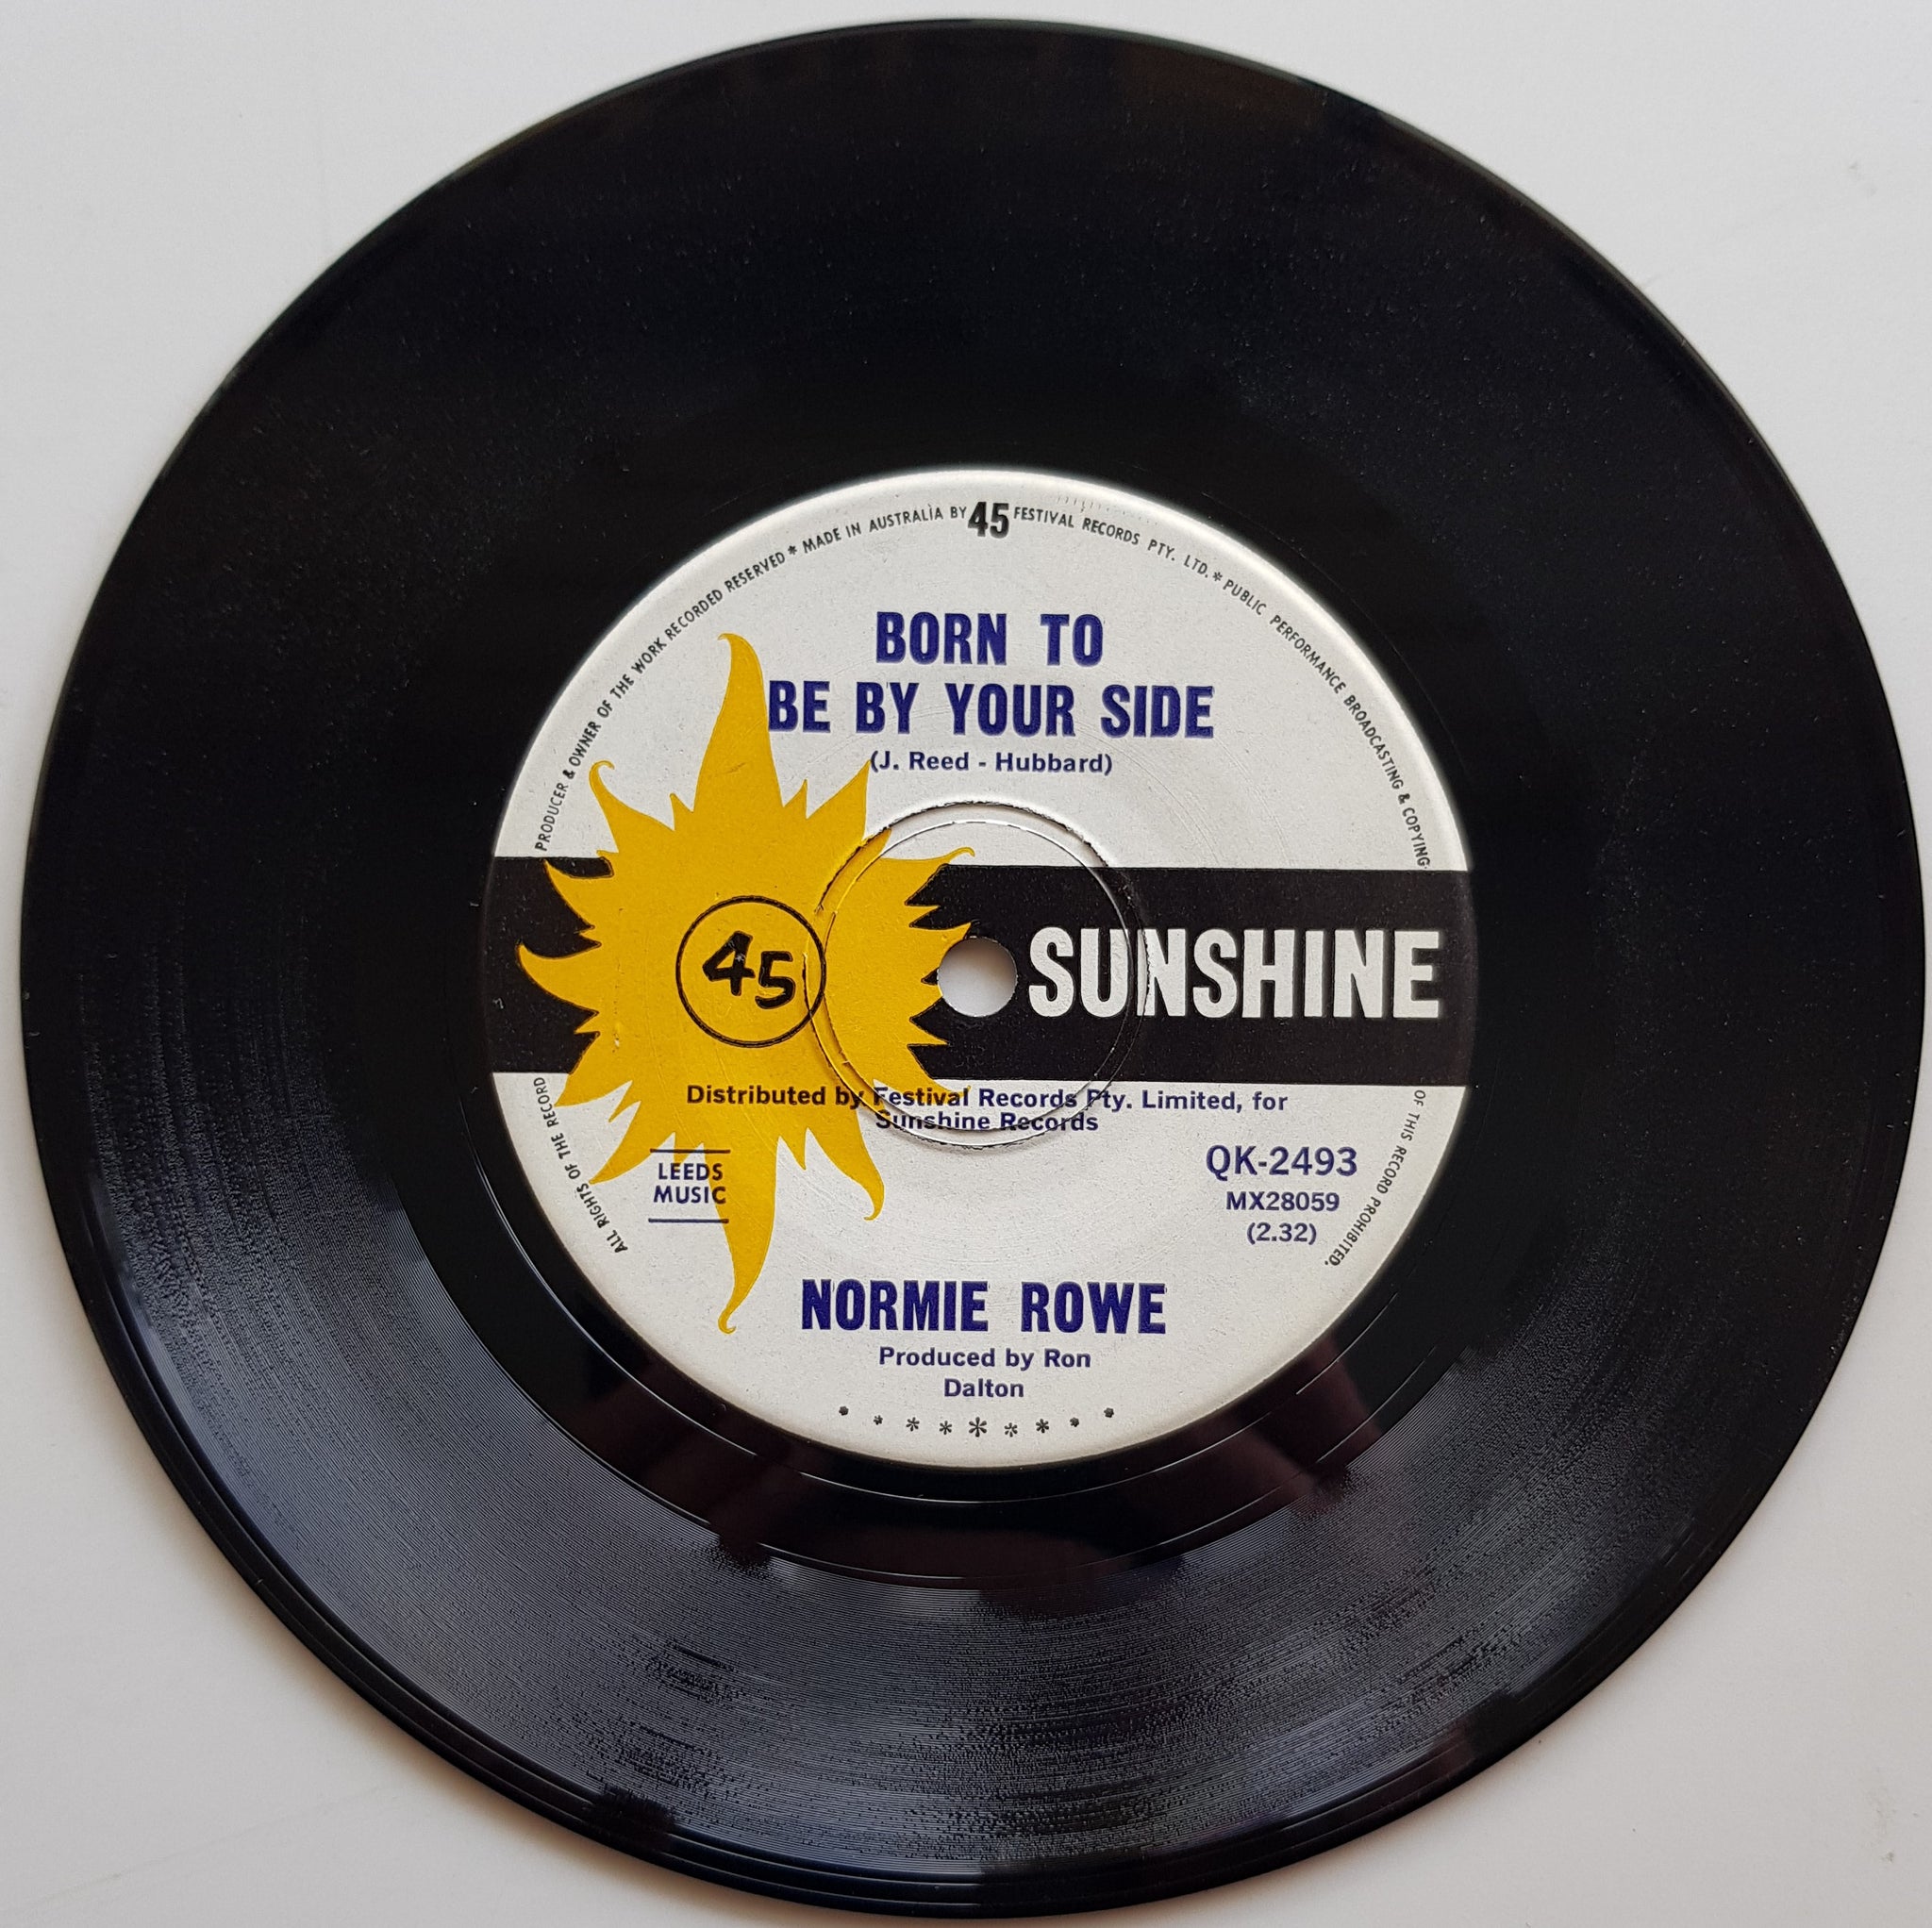 PRODUCER & OWNER OF THE WORK RECORDED RESERVED * MADE IN AUSTRALIA BY 45 FESTIVAL RECORDS PTY. LTD. * PUBLIC PERFORMANCE BROADCASTING & COPYING
BORN TO
BE BY YOUR SIDE
(J. Reed - Hubbard)
45
SUNSHINE
Distributed by Festival Records Pty. Limited, for
Sunshine Records
ALL RIGHTS OF THE RECORD
LEEDS
MUSIC
QK-2493
MX28059
(2.32)
OF THIS RECORD PROHIBITED.
NORMIE ROWE
Produced by Ron
Dalton